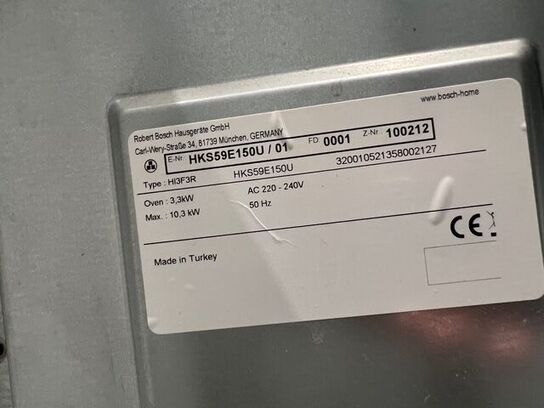 Robert Bosch Hausgeräte GmbH
www.bosch-home
Carl-Wery-Straße 34, 81739 München, GERMANY
E-Nr HKS59E150U / 01 FD. 0001 Z-Nr. 100212
Type : HI3F3R HKS59E150U 320010521358002127
Oven : 3,3kW AC 220 - 240V
Max. : 10,3 kW 50 Hz
CE
Made in Turkey